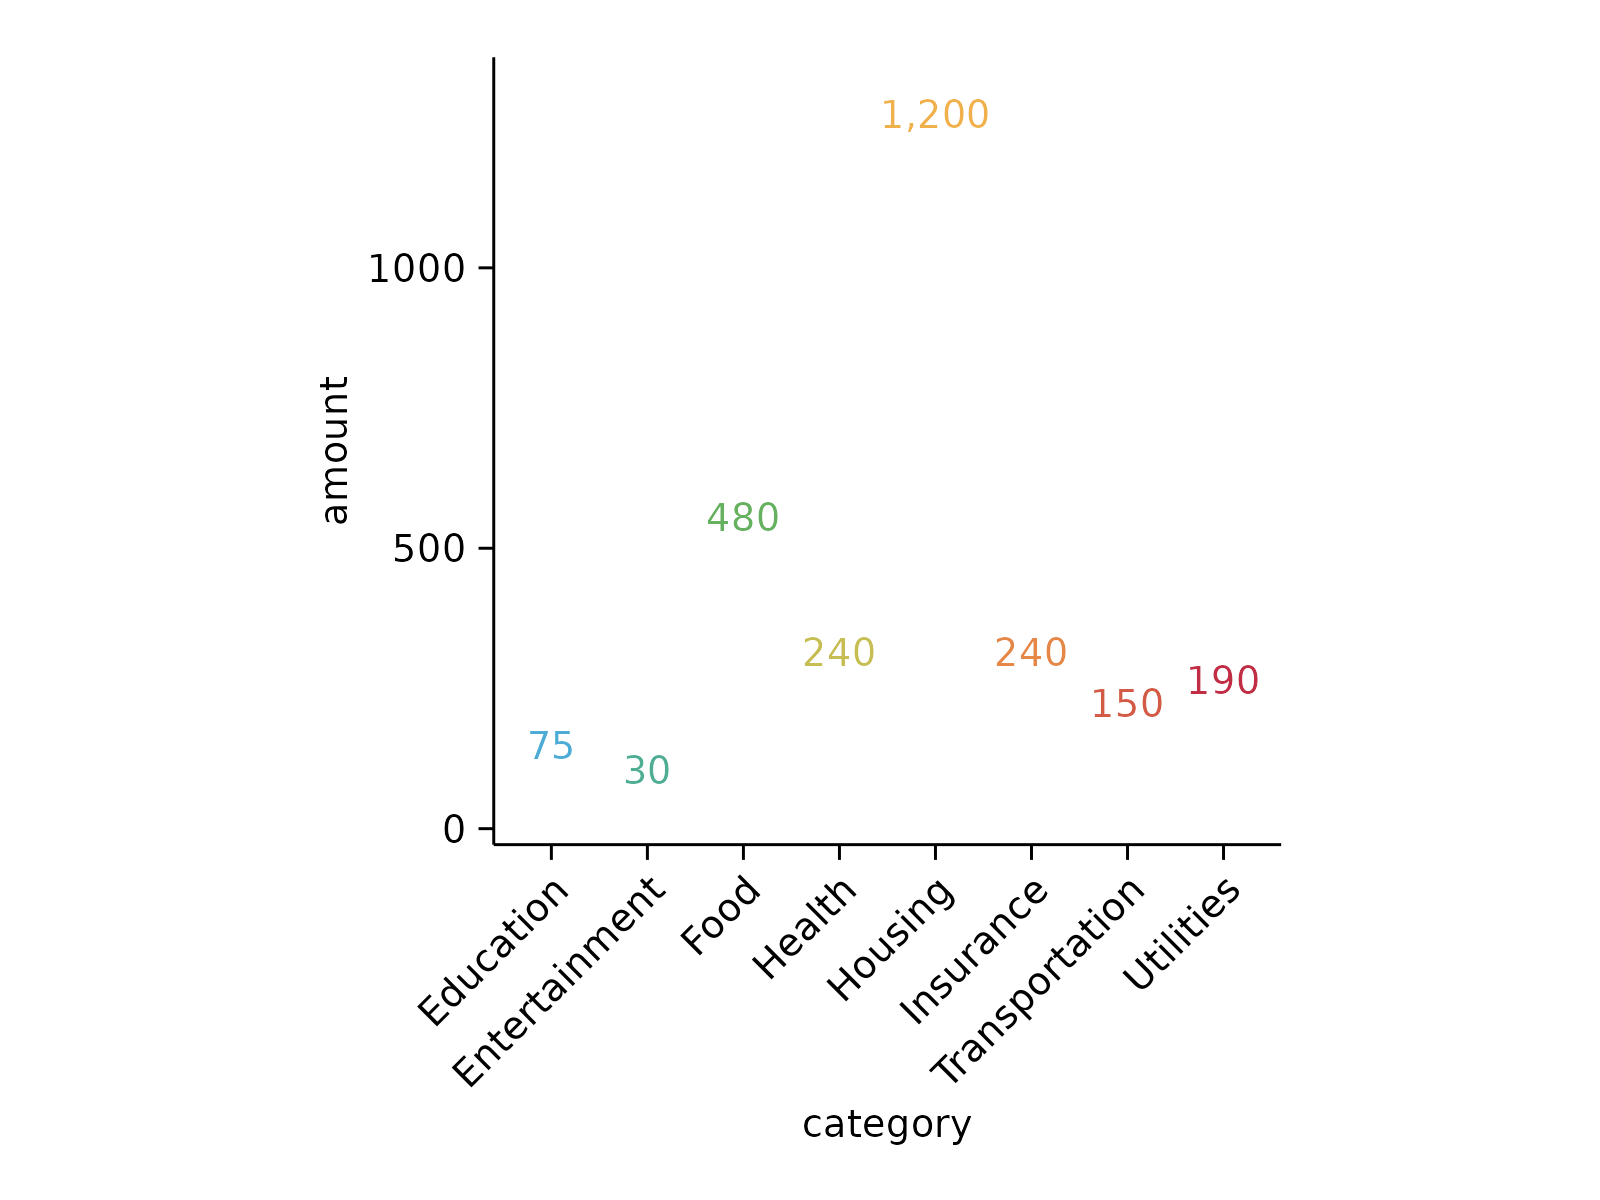 1,200
1000
amount
480
500
240
240
190
150
75
30
0
Education
Entertainment
Food
Health
Housing
Insurance
Transportation
Utilities
category